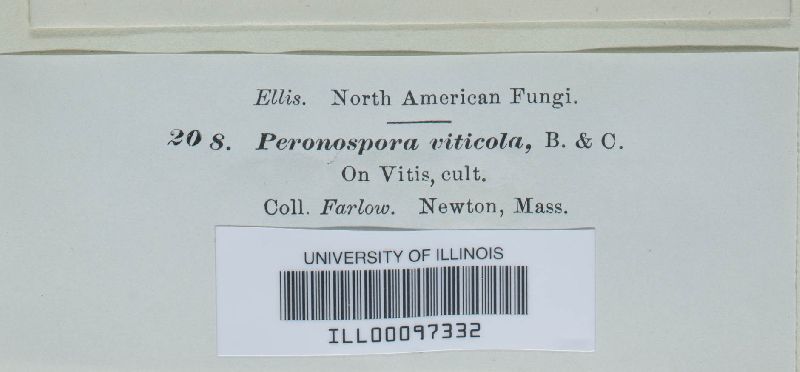 Ellis. North American Fungi.
208. Peronospora viticola, B. & C.
On Vitis, cult.
Coll. Farlow. Newton, Mass.
UNIVERSITY OF ILLINOIS
ILL00097332